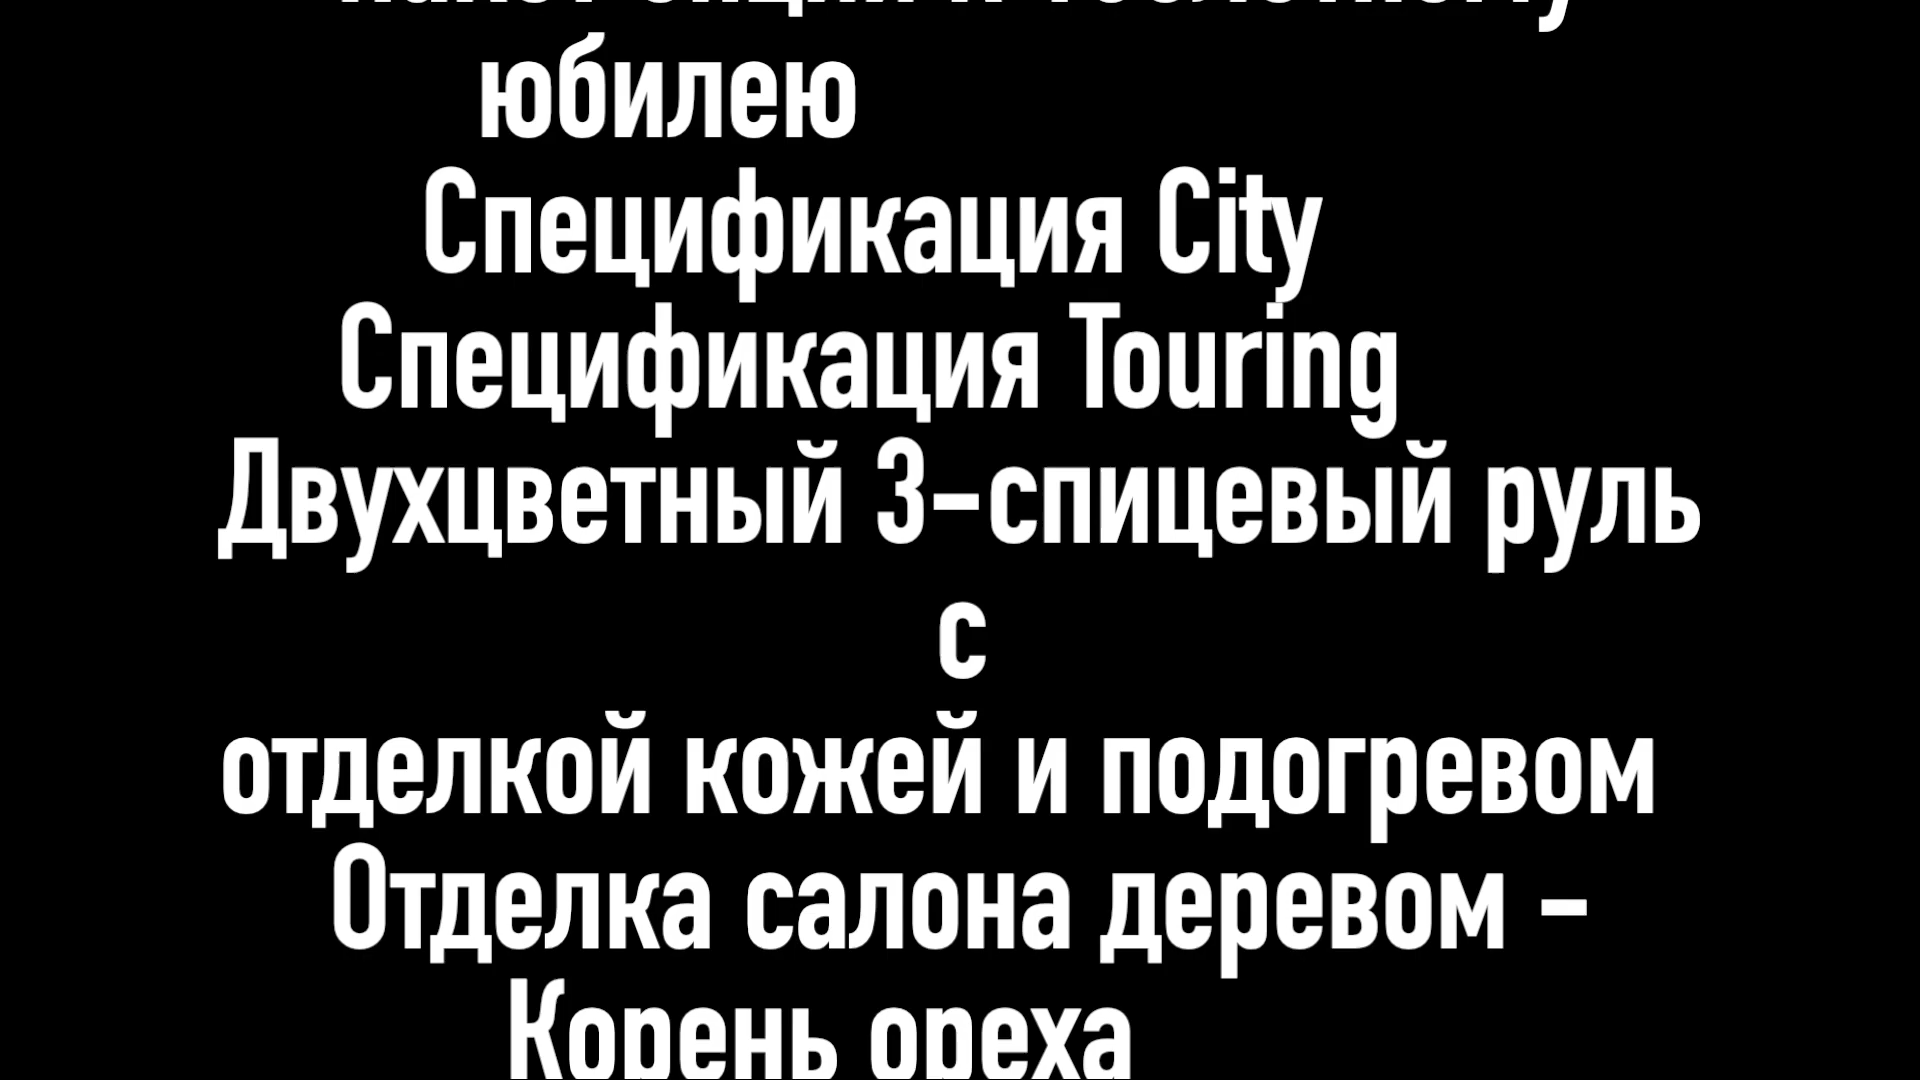 юбилею
Спецификация City
Спецификация Touring
Двухцветный 3-спицевый руль
с
отделкой кожей и подогревом
Отделка салона деревом -
Корень ореха